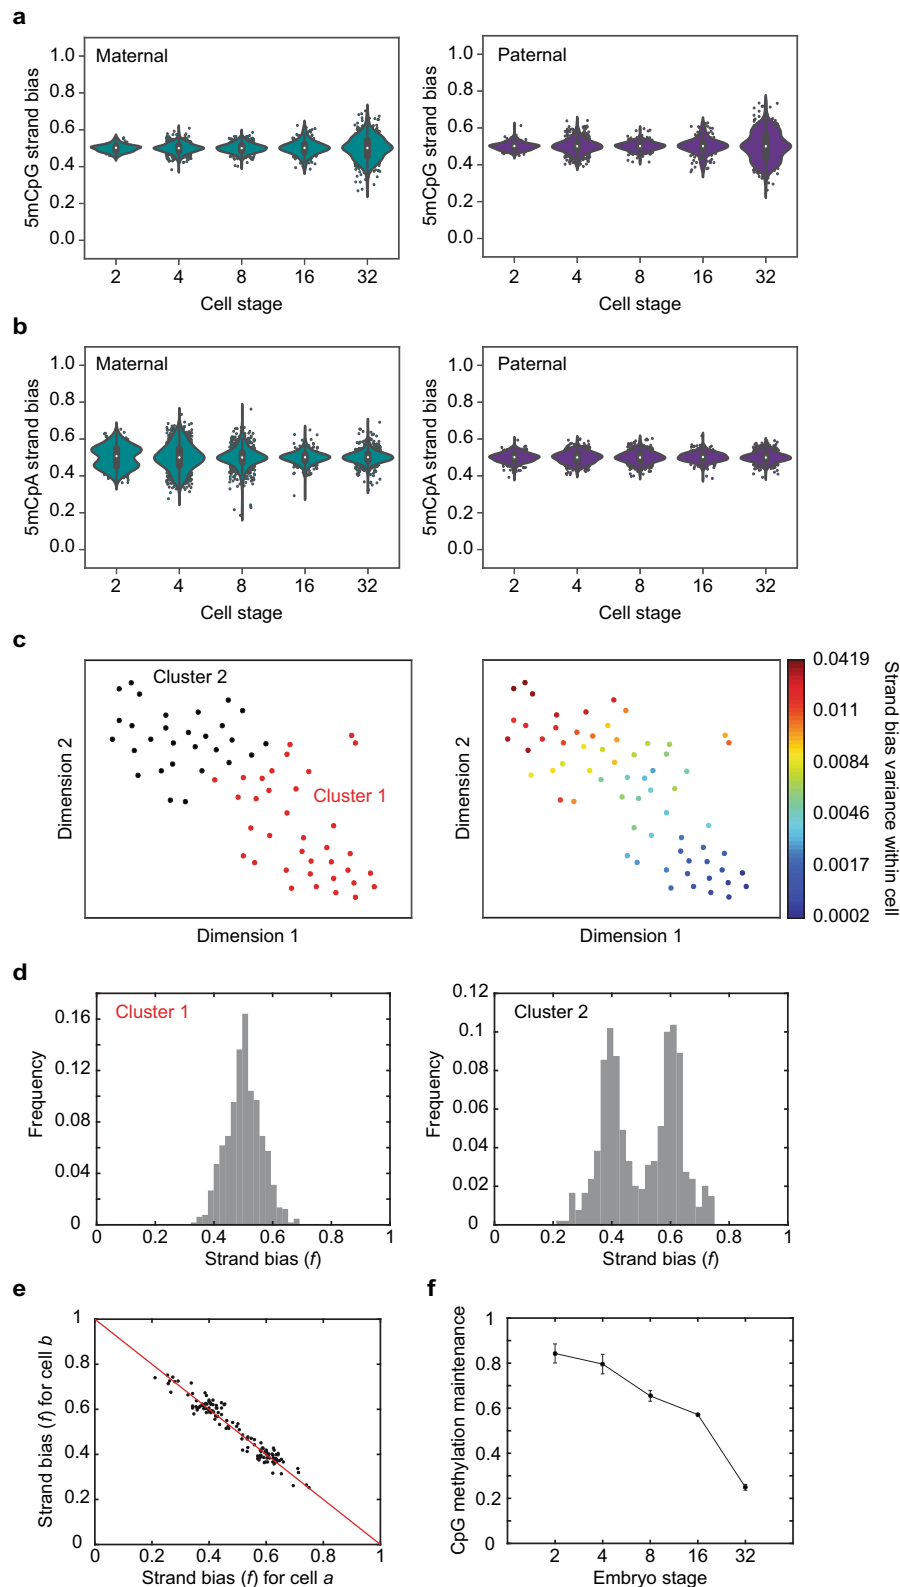 a
Maternal
5mCpG strand bias
1.0
0.8
0.6
0.4
0.2
0.0
2 4 8 16 32
Cell stage
Paternal
5mCpG strand bias
1.0
0.8
0.6
0.4
0.2
0.0
2 4 8 16 32
Cell stage
b
Maternal
5mCpA strand bias
1.0
0.8
0.6
0.4
0.2
0.0
2 4 8 16 32
Cell stage
Paternal
5mCpA strand bias
1.0
0.8
0.6
0.4
0.2
0.0
2 4 8 16 32
Cell stage
c
Cluster 2
Cluster 1
Dimension 2
Dimension 1
Dimension 2
Dimension 1
0.0419
0.011
0.0084
0.0046
0.0017
0.0002
Strand bias variance within cell
d
Cluster 1
Frequency
0.16
0.12
0.08
0.04
0
0 0.2 0.4 0.6 0.8 1
Strand bias (f)
Cluster 2
Frequency
0.12
0.1
0.08
0.06
0.04
0.02
0
0 0.2 0.4 0.6 0.8 1
Strand bias (f)
e
Strand bias (f) for cell b
1
0.8
0.6
0.4
0.2
0
0 0.2 0.4 0.6 0.8 1
Strand bias (f) for cell a
f
CpG methylation maintenance
1
0.8
0.6
0.4
0.2
0
2 4 8 16 32
Embryo stage